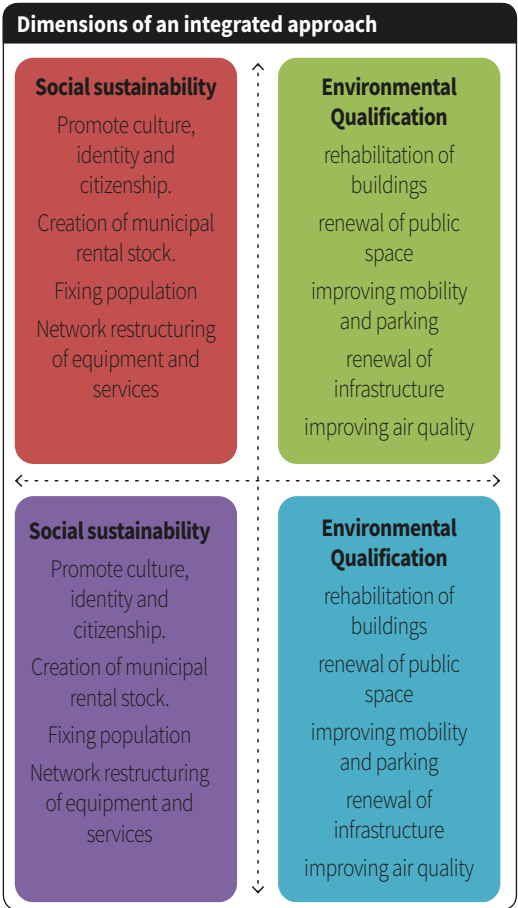 Dimensions of an integrated approach
Social sustainability
Promote culture,
identity and
citizenship.
Creation of municipal
rental stock.
Fixing population
Network restructuring
of equipment and
services
Environmental
Qualification
rehabilitation of
buildings
renewal of public
space
improving mobility
and parking
renewal of
infrastructure
improving air quality
Social sustainability
Promote culture,
identity and
citizenship.
Creation of municipal
rental stock.
Fixing population
Network restructuring
of equipment and
services
Environmental
Qualification
rehabilitation of
buildings
renewal of public
space
improving mobility
and parking
renewal of
infrastructure
improving air quality